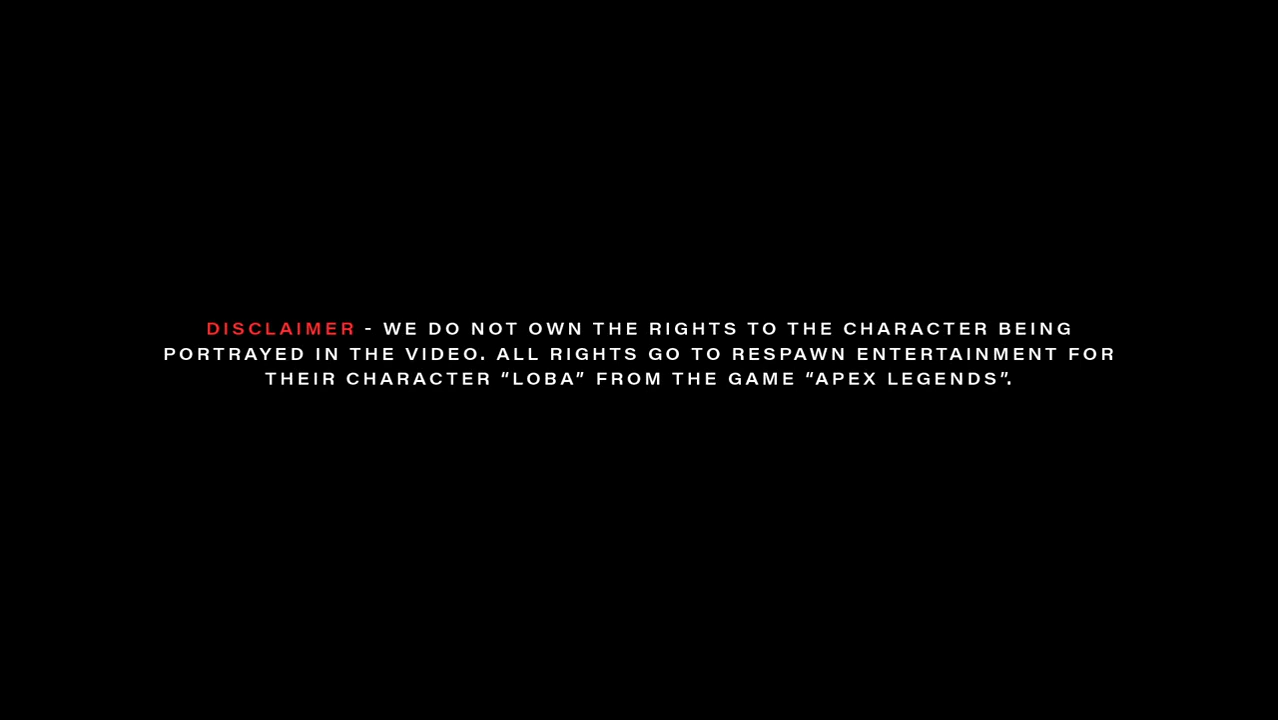 DISCLAIMER - WE DO NOT OWN THE RIGHTS TO THE CHARACTER BEING
PORTRAYED IN THE VIDEO. ALL RIGHTS GO TO RESPAWN ENTERTAINMENT FOR
THEIR CHARACTER “LOBA” FROM THE GAME “APEX LEGENDS”.